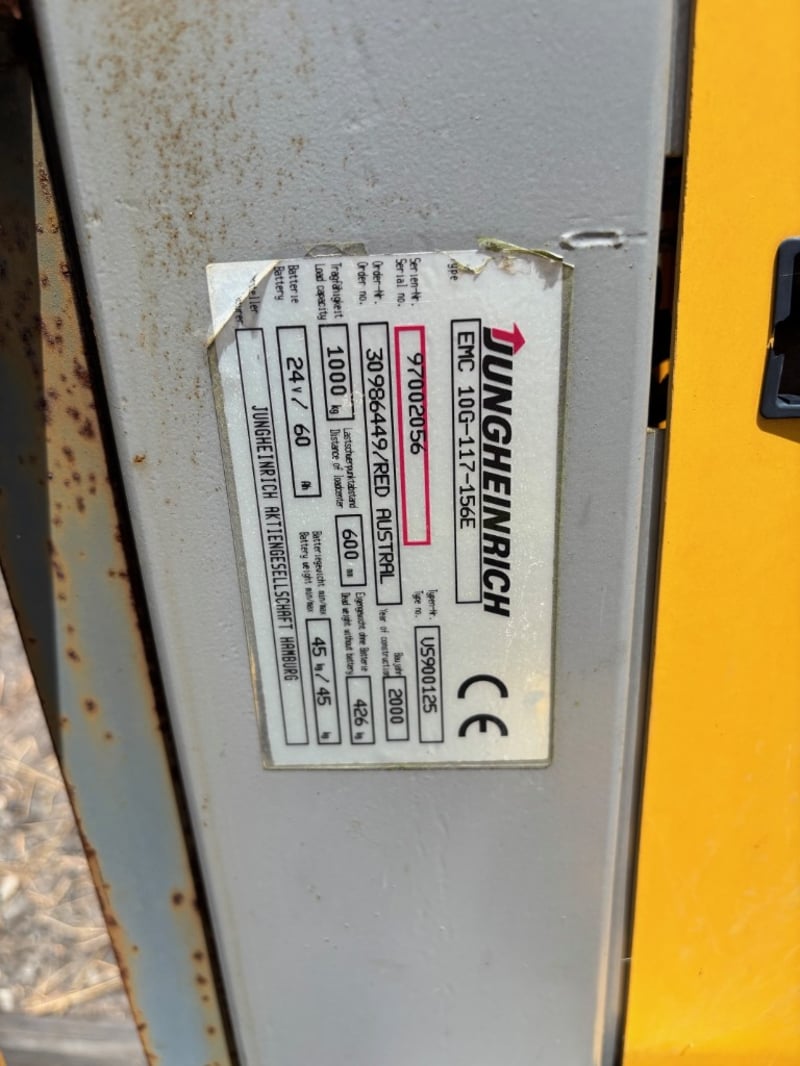 JUNGHEINRICH
EMC 10G-117-156E
Serien-Nr.
Serial no.
97002056
Typen-Nr.
Type no.
US900125
Order-Nr.
Order no.
30986449/RED AUSTRAL
Baujahr
Year of construction
2000
Tragfähigkeit
Load capacity
1000 kg
Lastschwerpunktabstand
Distance of loadcenter
600 mm
Eigengewicht ohne Batterie
Dead weight without battery
426 kg
Batterie
Battery
24 V / 60 Ah
Batteriegewicht min/max
Battery weight min/max
45 kg / 45 kg
JUNGHEINRICH AKTIENGESELLSCHAFT HAMBURG
CE